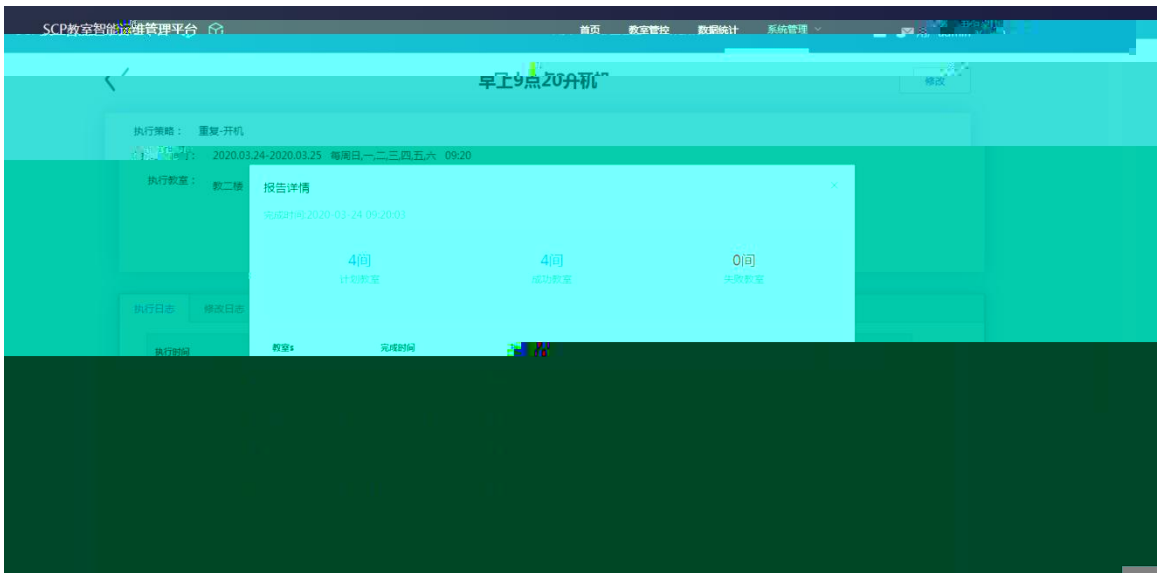 SCP教室智能运维管理平台 首页 教室管控 数据统计 系统管理 admin
早上9点20开机
修改
执行策略： 重复-开机
2020.03.24-2020.03.25 每周日,一,二,三,四,五,六 09:20
执行教室： 教二楼
报告详情 ×
完成时间:2020-03-24 09:20:03
4间 4间 0间
计划教室 成功教室 失败教室
执行日志 修改日志
执行时间
教室 完成时间